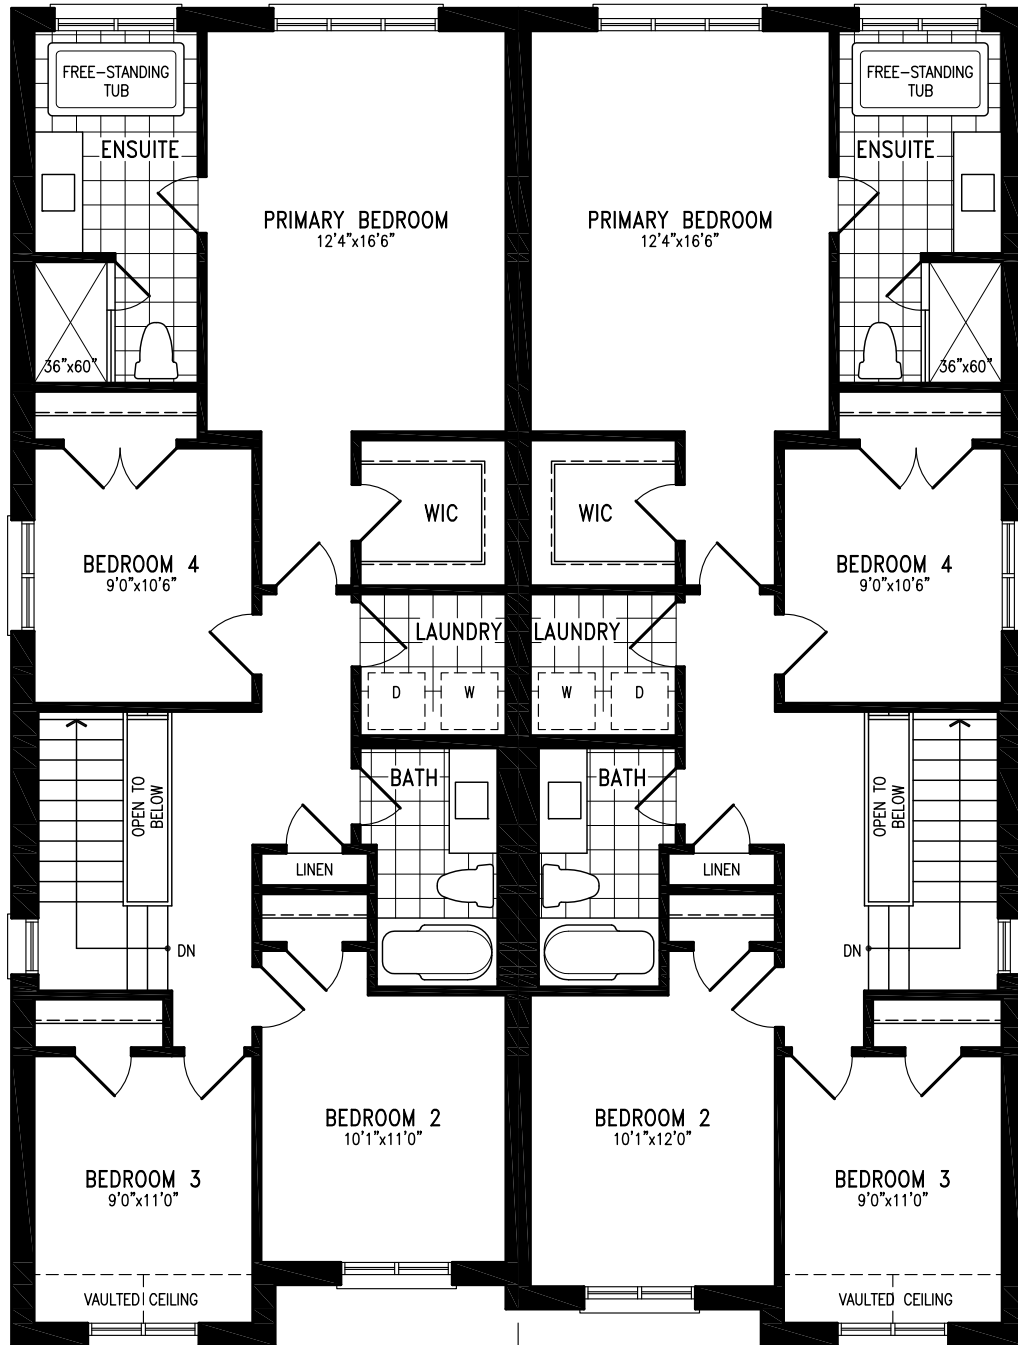 FREE-STANDING
TUB
ENSUITE
PRIMARY BEDROOM
12'4"x16'6"
36"x60"
WIC
BEDROOM 4
9'0"x10'6"
LAUNDRY
D
W
BATH
OPEN TO
BELOW
LINEN
DN
BEDROOM 2
10'1"x11'0"
BEDROOM 3
9'0"x11'0"
VAULTED CEILING
FREE-STANDING
TUB
ENSUITE
PRIMARY BEDROOM
12'4"x16'6"
36"x60"
WIC
BEDROOM 4
9'0"x10'6"
LAUNDRY
W
D
BATH
OPEN TO
BELOW
LINEN
DN
BEDROOM 2
10'1"x12'0"
BEDROOM 3
9'0"x11'0"
VAULTED CEILING